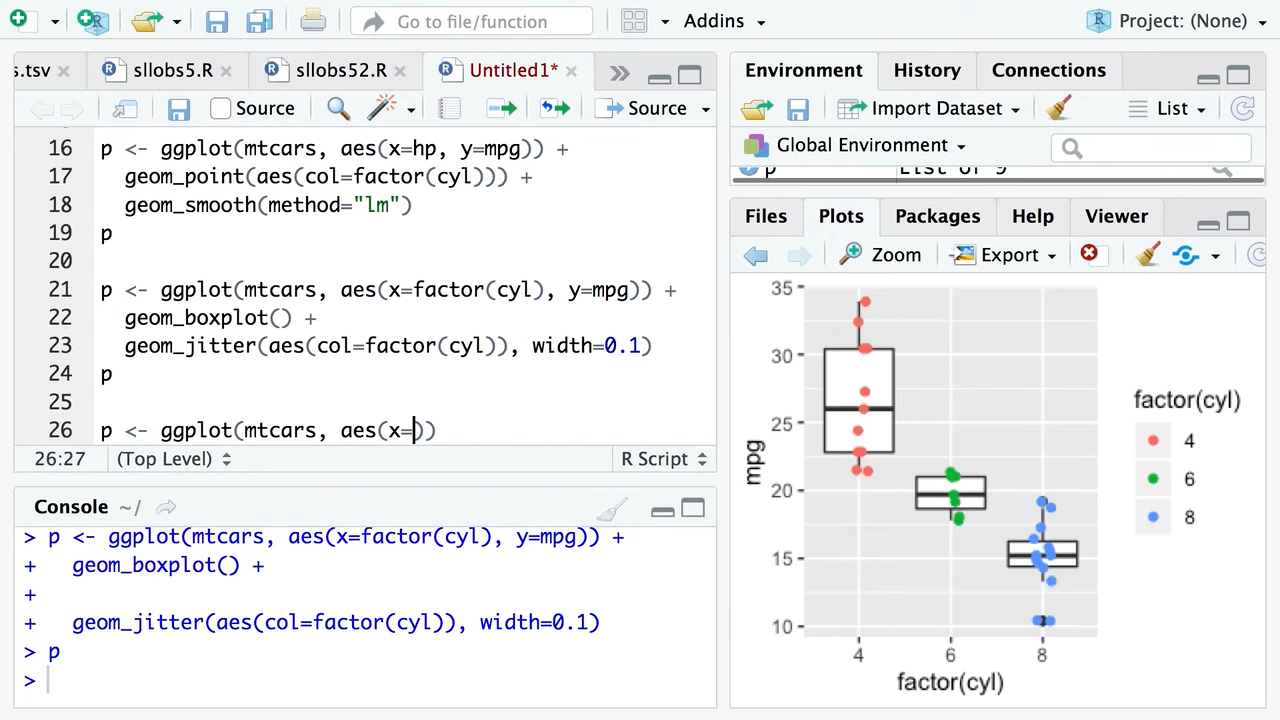 Go to file/function
Addins
Project: (None)
s.tsv
sllobs5.R
sllobs52.R
Untitled1*
Source
Source
16 p <- ggplot(mtcars, aes(x=hp, y=mpg)) +
17 geom_point(aes(col=factor(cyl))) +
18 geom_smooth(method="lm")
19 p
20
21 p <- ggplot(mtcars, aes(x=factor(cyl), y=mpg)) +
22 geom_boxplot() +
23 geom_jitter(aes(col=factor(cyl)), width=0.1)
24 p
25
26 p <- ggplot(mtcars, aes(x=))
26:27 (Top Level) R Script
Console ~/
> p <- ggplot(mtcars, aes(x=factor(cyl), y=mpg)) +
+ geom_boxplot() +
+
+ geom_jitter(aes(col=factor(cyl)), width=0.1)
> p
>
Environment History Connections
Import Dataset List
Global Environment
p List of 9
Files Plots Packages Help Viewer
Zoom Export
35
30
25
20
15
10
mpg
4 6 8
factor(cyl)
factor(cyl)
4
6
8